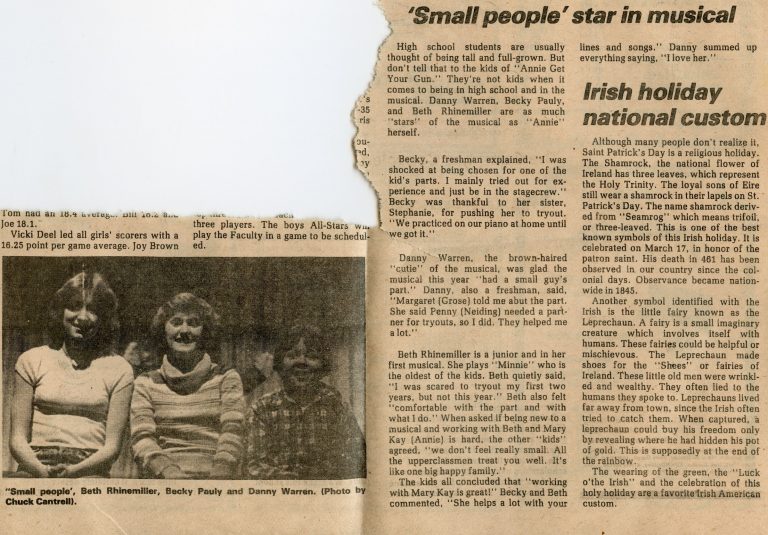 Tom had an 18.4 average. Bill 18.2 and
Joe 18.1.
Vicki Deel led all girls' scorers with a
16.25 point per game average. Joy Brown
three players. The boys All-Stars will
play the Faculty in a game to be schedul-
ed.
"Small people', Beth Rhinemiller, Becky Pauly and Danny Warren. (Photo by
Chuck Cantrell).
's
-35
ris
ou-
ed.
ey
'Small people' star in musical
High school students are usually
thought of being tall and full-grown. But
don't tell that to the kids of "Annie Get
Your Gun." They're not kids when it
comes to being in high school and in the
musical. Danny Warren, Becky Pauly,
and Beth Rhinemiller are as much
"stars" of the musical as "Annie"
herself.
Becky, a freshman explained, "I was
shocked at being chosen for one of the
kid's parts. I mainly tried out for ex-
perience and just be in the stagecrew."
Becky was thankful to her sister,
Stephanie, for pushing her to tryout.
"We practiced on our piano at home until
we got it."
Danny Warren, the brown-haired
"cutie" of the musical, was glad the
musical this year "had a small guy's
part." Danny, also a freshman, said,
"Margaret (Grose) told me abut the part.
She said Penny (Neiding) needed a part-
ner for tryouts, so I did. They helped me
a lot."
Beth Rhinemiller is a junior and in her
first musical. She plays "Minnie" who is
the oldest of the kids. Beth quietly said,
"I was scared to tryout my first two
years, but not this year." Beth also felt
"comfortable with the part and with
what I do." When asked if being new to a
musical and working with Beth and Mary
Kay (Annie) is hard, the other "kids"
agreed, "we don't feel really small. All
the upperclassmen treat you well. It's
like one big happy family."
The kids all concluded that "working
with Mary Kay is great!" Becky and Beth
commented, "She helps a lot with your
lines and songs." Danny summed up
everything saying, "I love her."
Irish holiday
national custom
Although many people don't realize it,
Saint Patrick's Day is a religious holiday.
The Shamrock, the national flower of
Ireland has three leaves, which represent
the Holy Trinity. The loyal sons of Eire
still wear a shamrock in their lapels on St.
Patrick's Day. The name shamrock deriv-
ed from "Seamrog" which means trifoil,
or three-leaved. This is one of the best
known symbols of this Irish holiday. It is
celebrated on March 17, in honor of the
patron saint. His death in 461 has been
observed in our country since the col-
onial days. Observance became nation-
wide in 1845.
Another symbol identified with the
Irish is the little fairy known as the
Leprechaun. A fairy is a small imaginary
creature which involves itself with
humans. These fairies could be helpful or
mischievous. The Leprechaun made
shoes for the "Shees" or fairies of
Ireland. These little old men were wrinkl-
ed and wealthy. They often lied to the
humans they spoke to. Leprechauns lived
far away from town, since the Irish often
tried to catch them. When captured, a
leprechaun could buy his freedom only
by revealing where he had hidden his pot
of gold. This is supposedly at the end of
the rainbow.
The wearing of the green, the "Luck
o'the Irish" and the celebration of this
holy holiday are a favorite Irish American
custom.